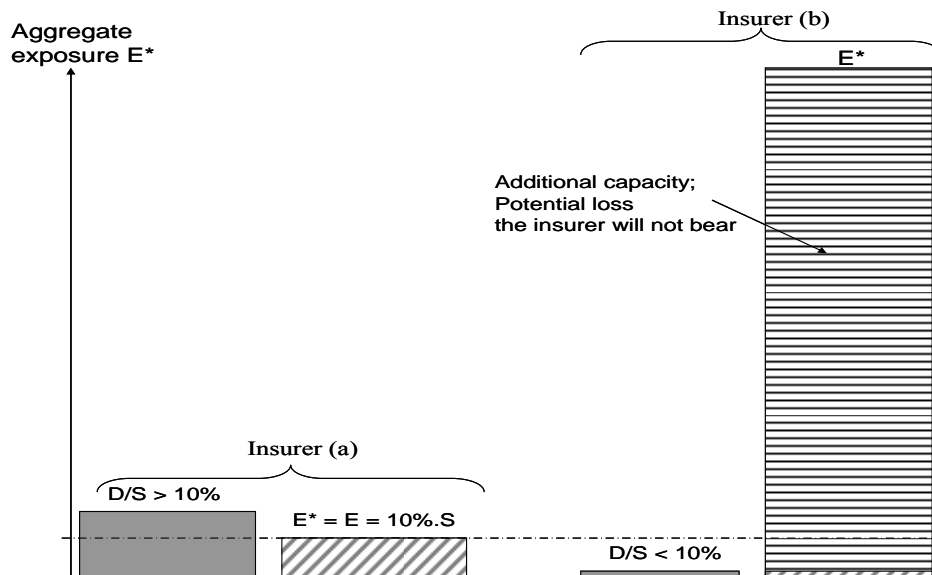 Insurer (b)
Aggregate
exposure E*
E*
Additional capacity;
Potential loss
the insurer will not bear
Insurer (a)
D/S > 10%
E* = E = 10%.S
D/S < 10%